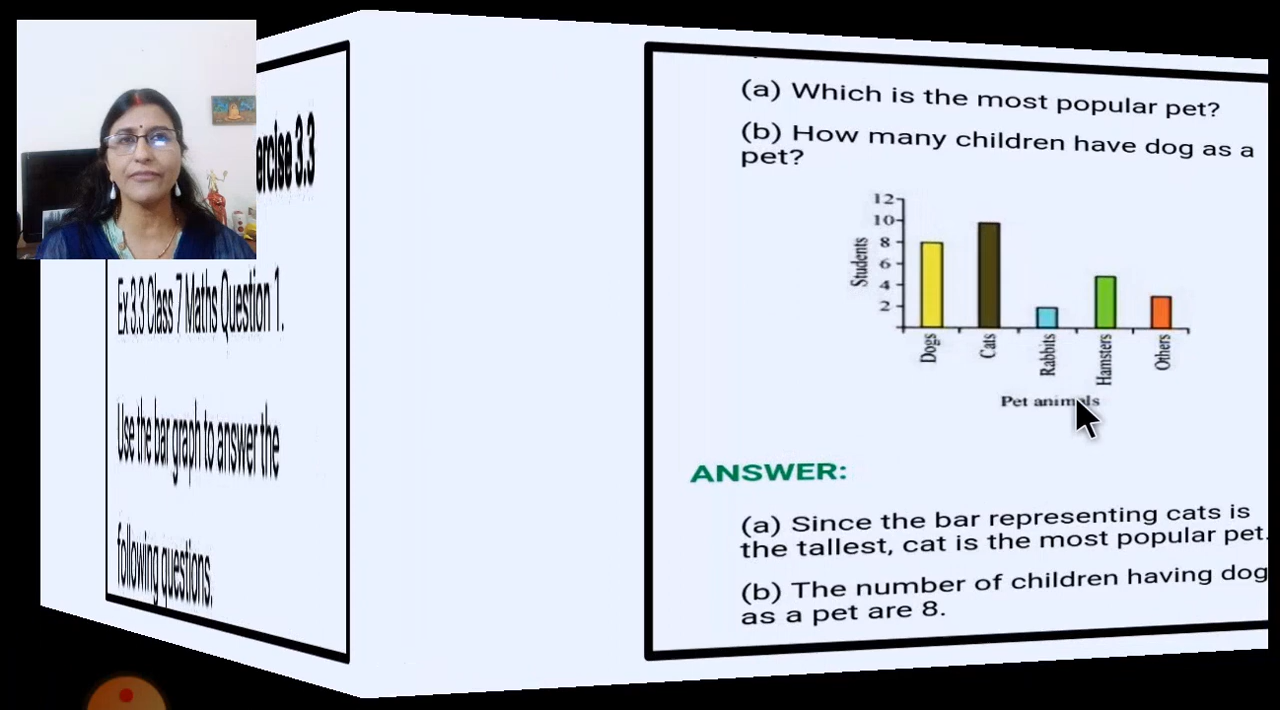 ercise 3.3
Ex 3.3 Class 7 Maths Question 1.
Use the bar graph to answer the
following questions.
(a) Which is the most popular pet?
(b) How many children have dog as a
pet?
12
10
8
6
4
2
Students
Dogs
Cats
Rabbits
Hamsters
Others
Pet animals
ANSWER:
(a) Since the bar representing cats is
the tallest, cat is the most popular pet.
(b) The number of children having dog
as a pet are 8.